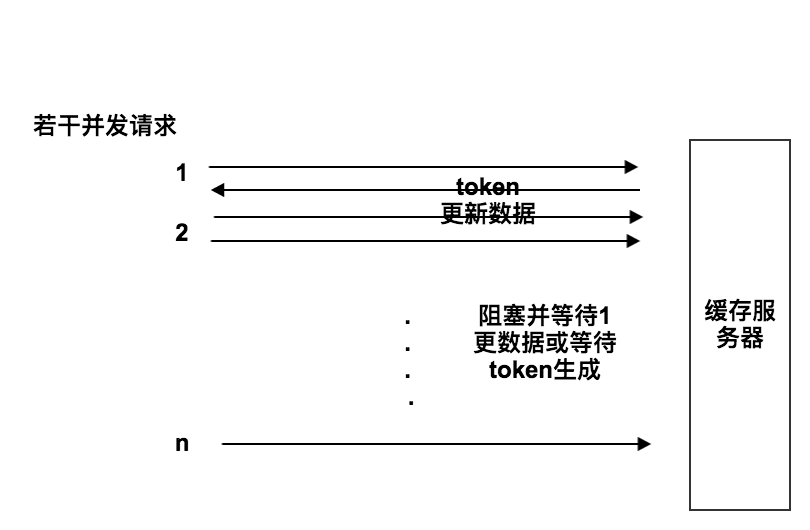 若干并发请求
1
token
更新数据
2
缓存服
务器
阻塞并等待1
更数据或等待
token生成
n